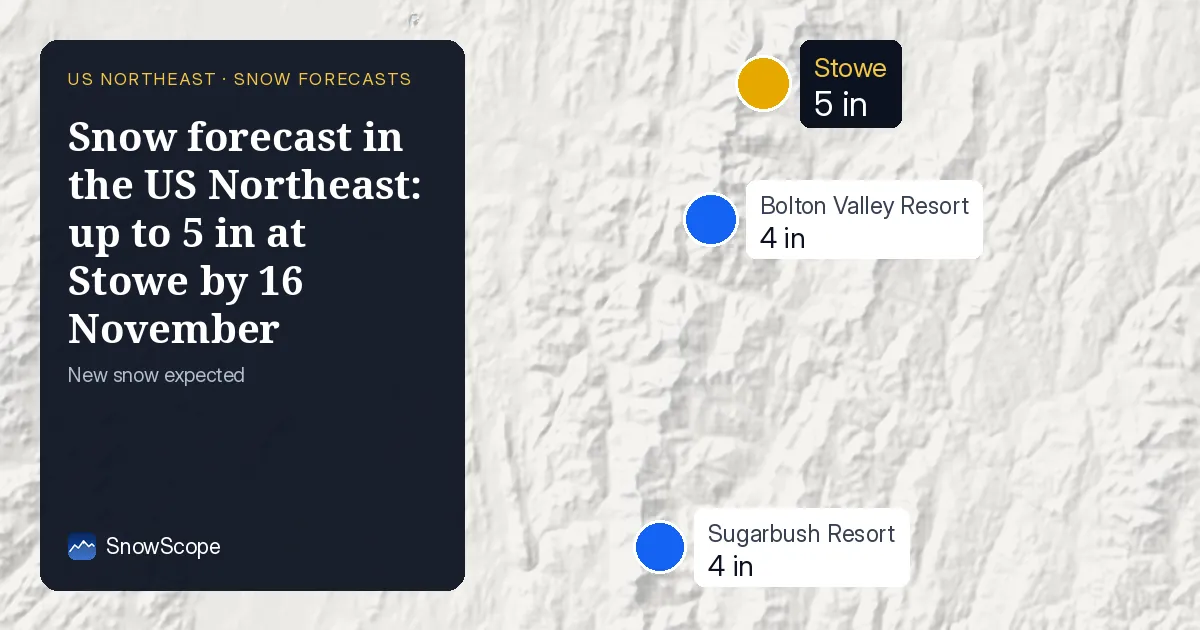 US NORTHEAST · SNOW FORECASTS
Snow forecast in
the US Northeast:
up to 5 in at
Stowe by 16
November
New snow expected
SnowScope
Stowe
5 in
Bolton Valley Resort
4 in
Sugarbush Resort
4 in